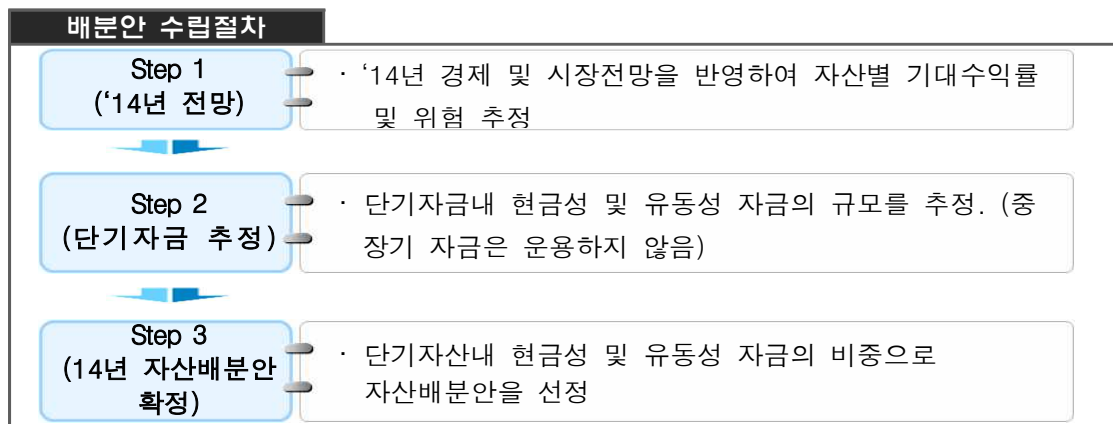 배분안 수립절차
Step 1
(‘14년 전망)
· ‘14년 경제 및 시장전망을 반영하여 자산별 기대수익률
및 위험 추정
Step 2
(단기자금 추정)
· 단기자금내 현금성 및 유동성 자금의 규모를 추정. (중
장기 자금은 운용하지 않음)
Step 3
(14년 자산배분안
확정)
· 단기자산내 현금성 및 유동성 자금의 비중으로
자산배분안을 선정